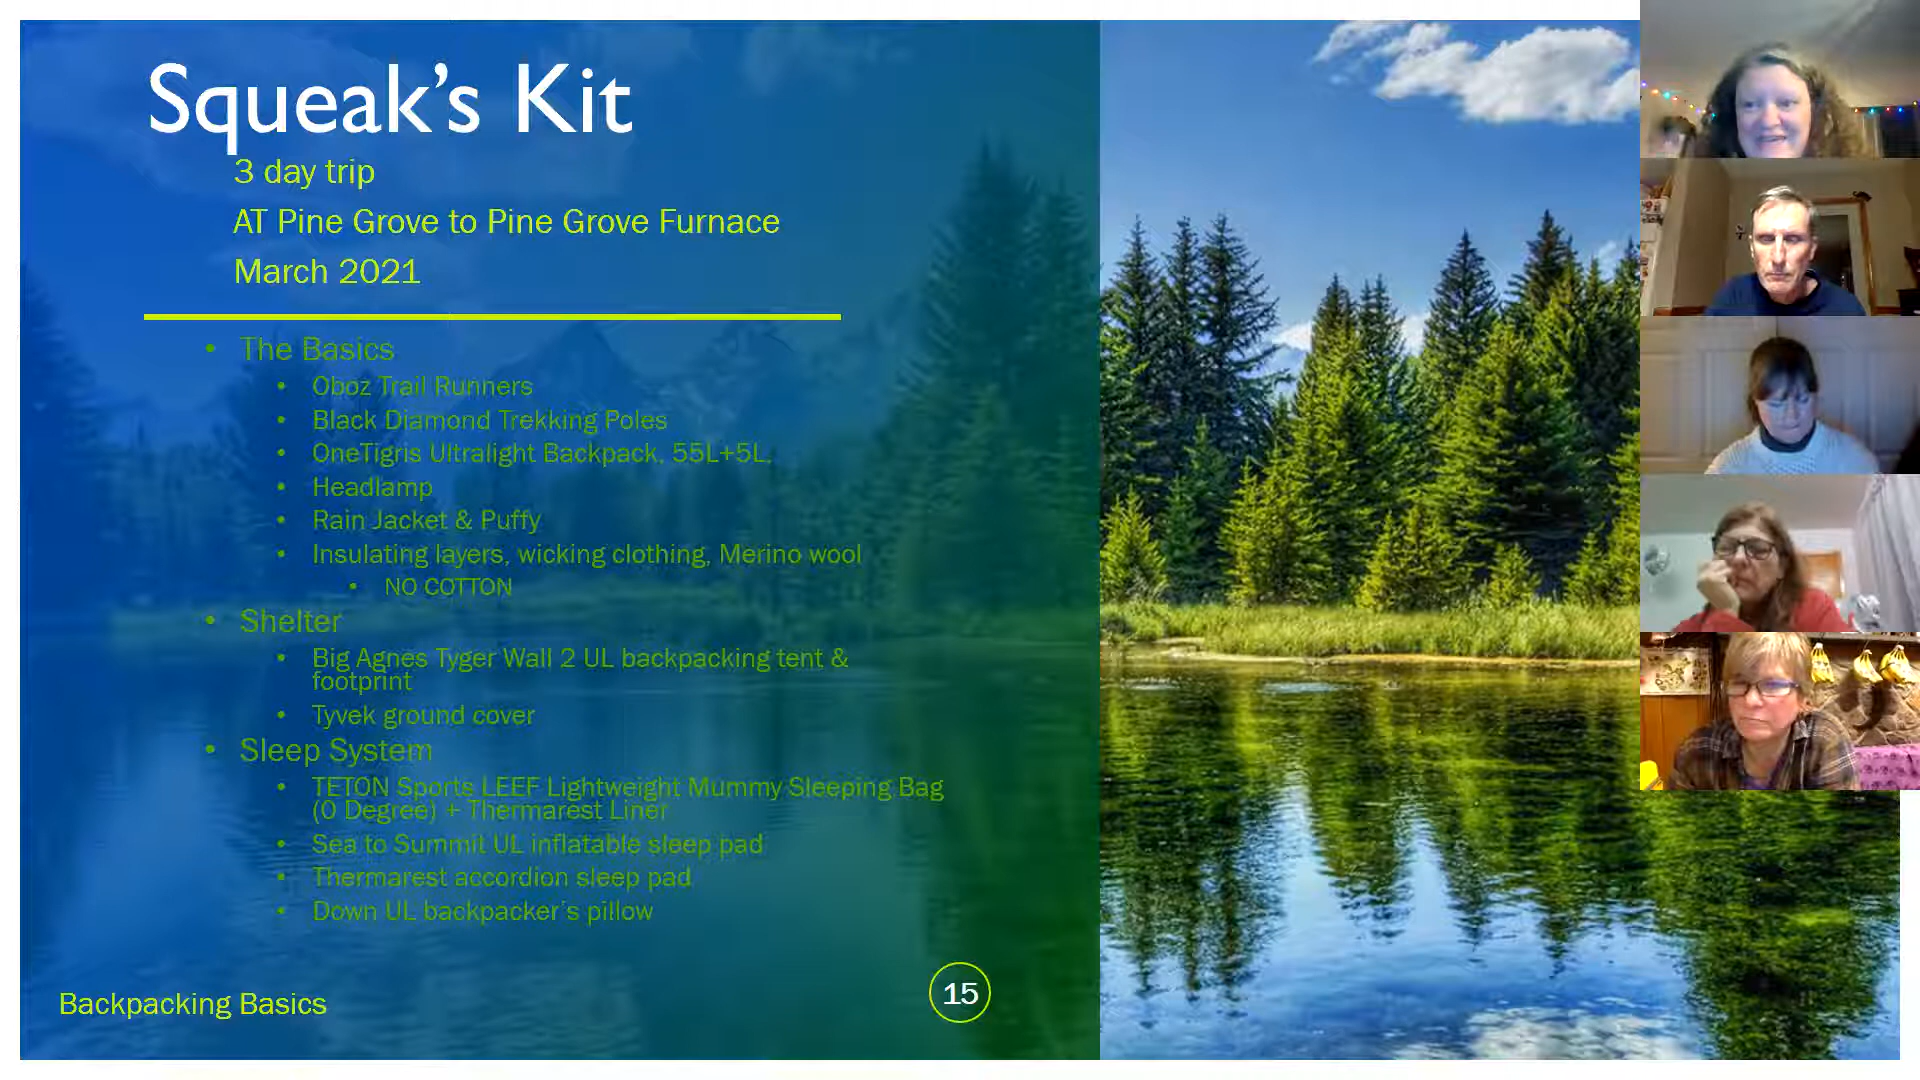 Squeak's Kit
3 day trip
AT Pine Grove to Pine Grove Furnace
March 2021
• The Basics
• Oboz Trail Runners
• Black Diamond Trekking Poles
• OneTigris Ultralight Backpack, 55L+5L,
• Headlamp
• Rain Jacket & Puffy
• Insulating layers, wicking clothing, Merino wool
• NO COTTON
• Shelter
• Big Agnes Tyger Wall 2 UL backpacking tent &
footprint
• Tyvek ground cover
• Sleep System
• TETON Sports LEEF Lightweight Mummy Sleeping Bag
(0 Degree) + Thermarest Liner
• Sea to Summit UL inflatable sleep pad
• Thermarest accordion sleep pad
• Down UL backpacker's pillow
Backpacking Basics
15